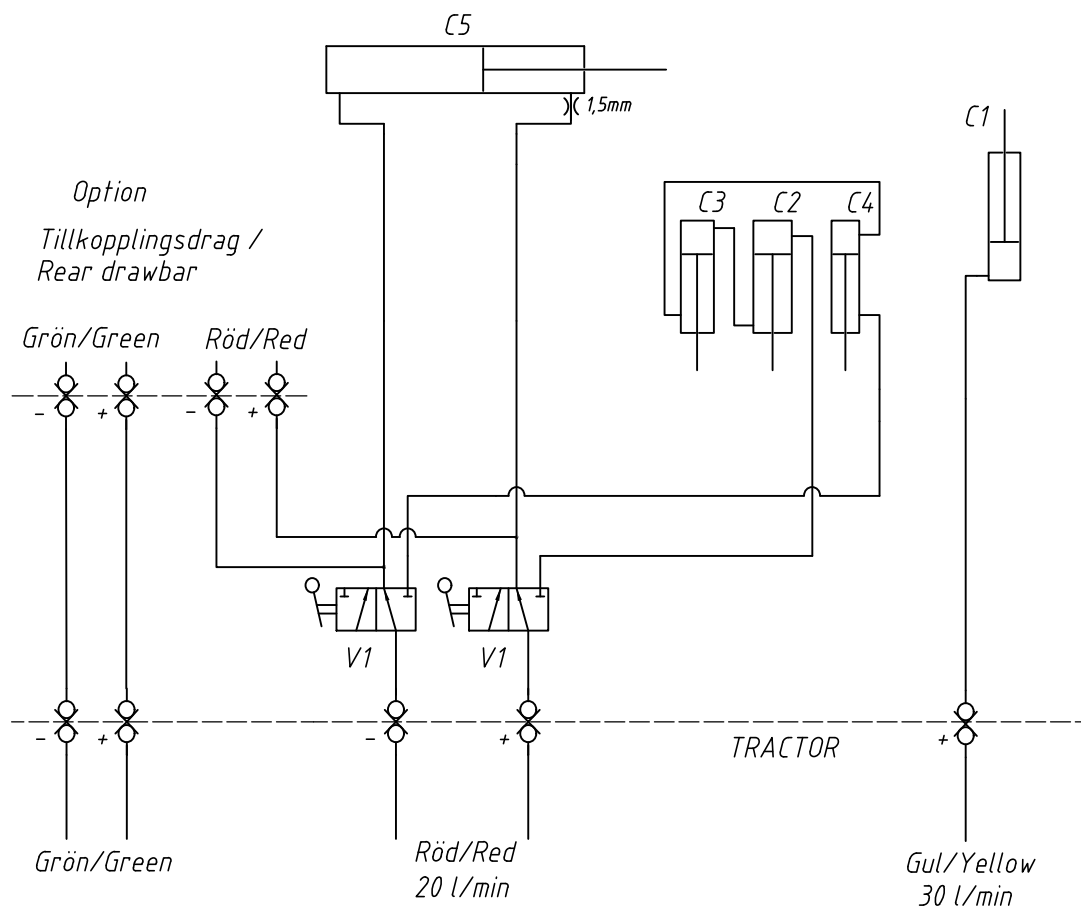 C5
1,5mm
C1
Option
C3
C2
C4
Tillkopplingsdrag /
Rear drawbar
Grön/Green
Röd/Red
-
+
-
+
V1
V1
-
+
-
+
+
TRACTOR
Grön/Green
Röd/Red
20 l/min
Gul/Yellow
30 l/min